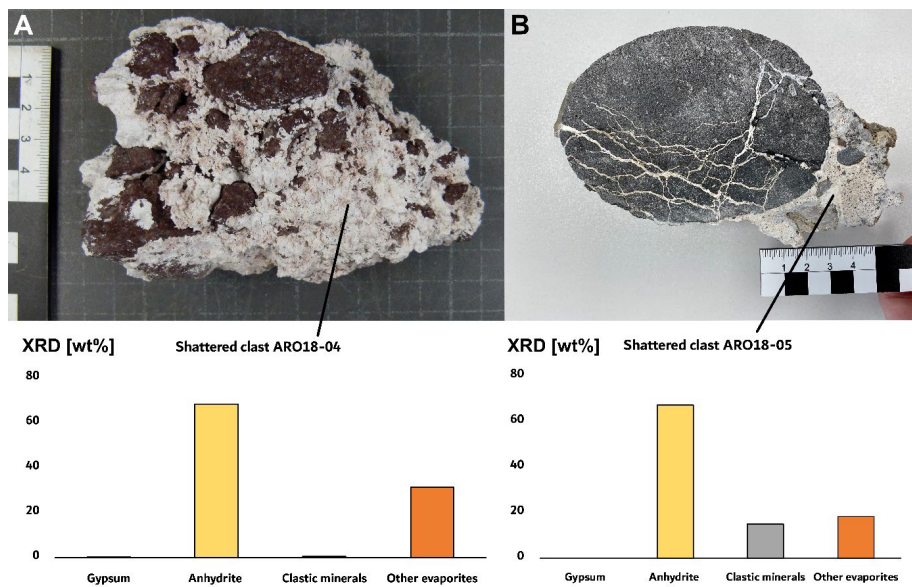 A
B
1
2
3
4
1
2
3
4
XRD [wt%]
Shattered clast ARO18-04
80
60
40
20
0
Gypsum
Anhydrite
Clastic minerals
Other evaporites
XRD [wt%]
Shattered clast ARO18-05
80
60
40
20
0
Gypsum
Anhydrite
Clastic minerals
Other evaporites